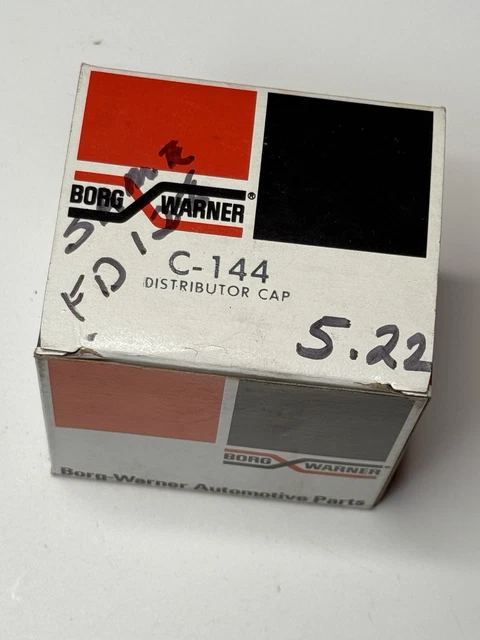 BORG WARNER®
C-144
DISTRIBUTOR CAP
5.22
BORG WARNER
Borg-Warner Automotive Parts